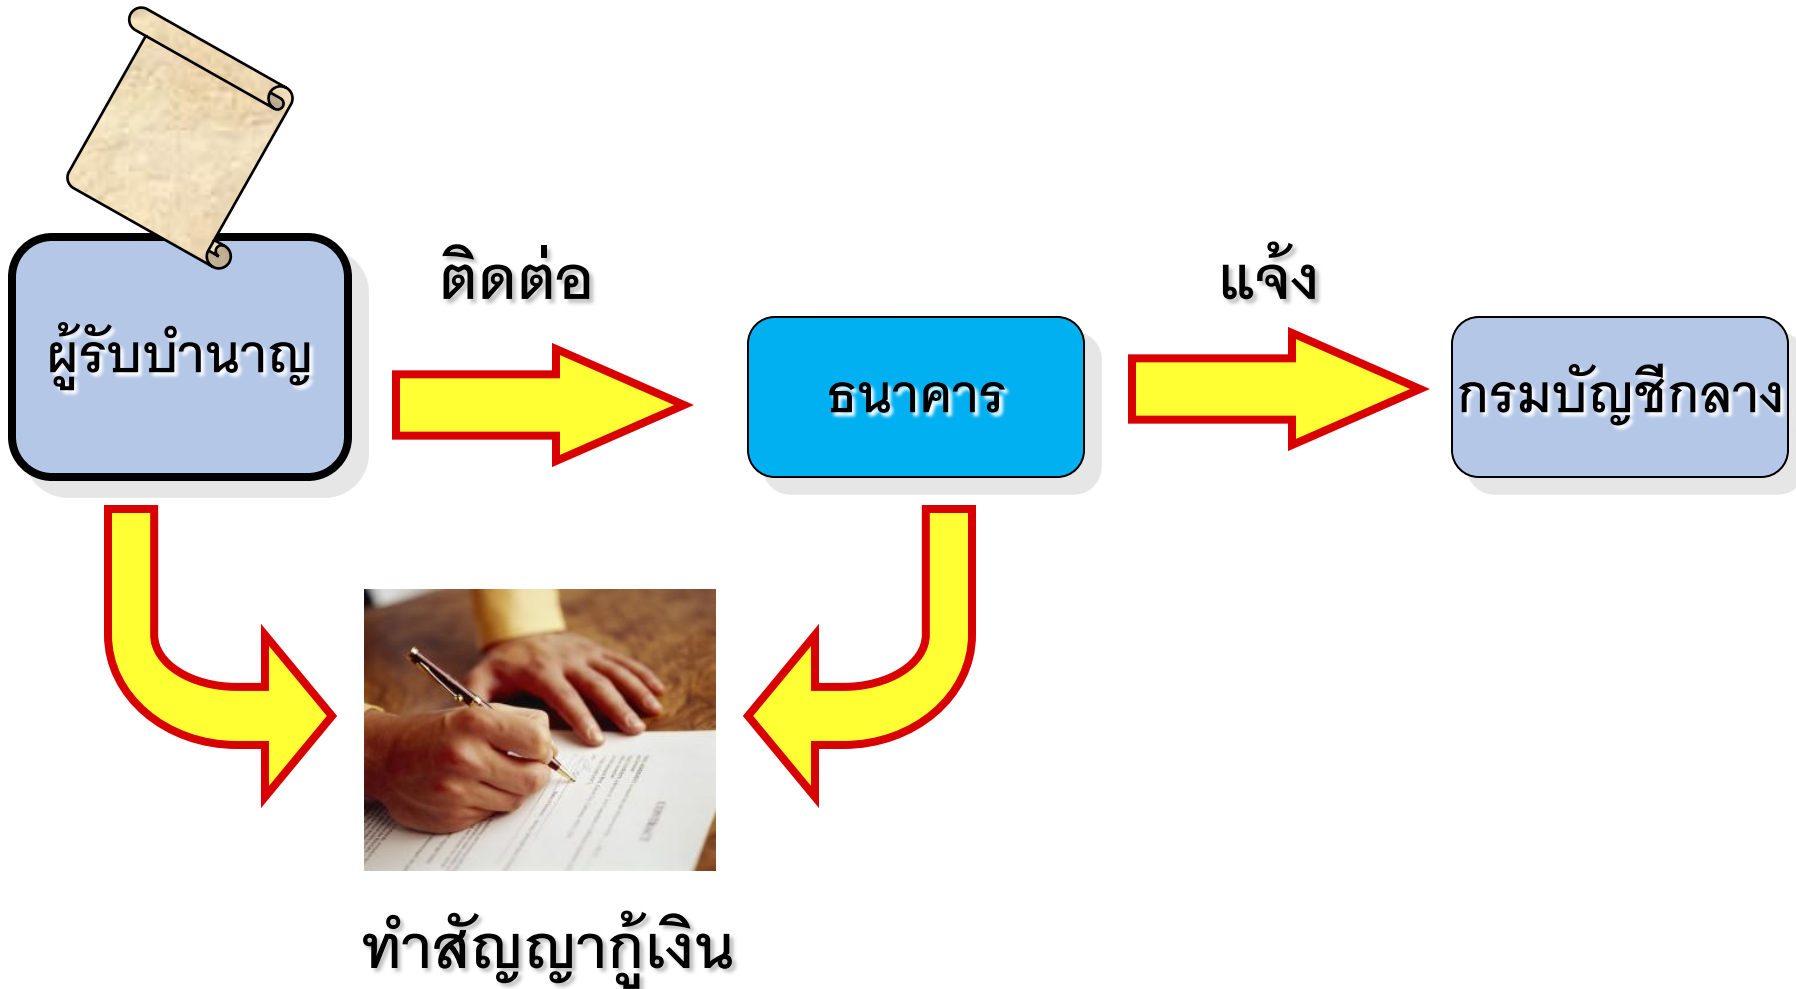 ติดต่อ
แจ้ง
ผู้รับบำนาญ
ธนาคาร
กรมบัญชีกลาง
CONTRACT
ทำสัญญากู้เงิน